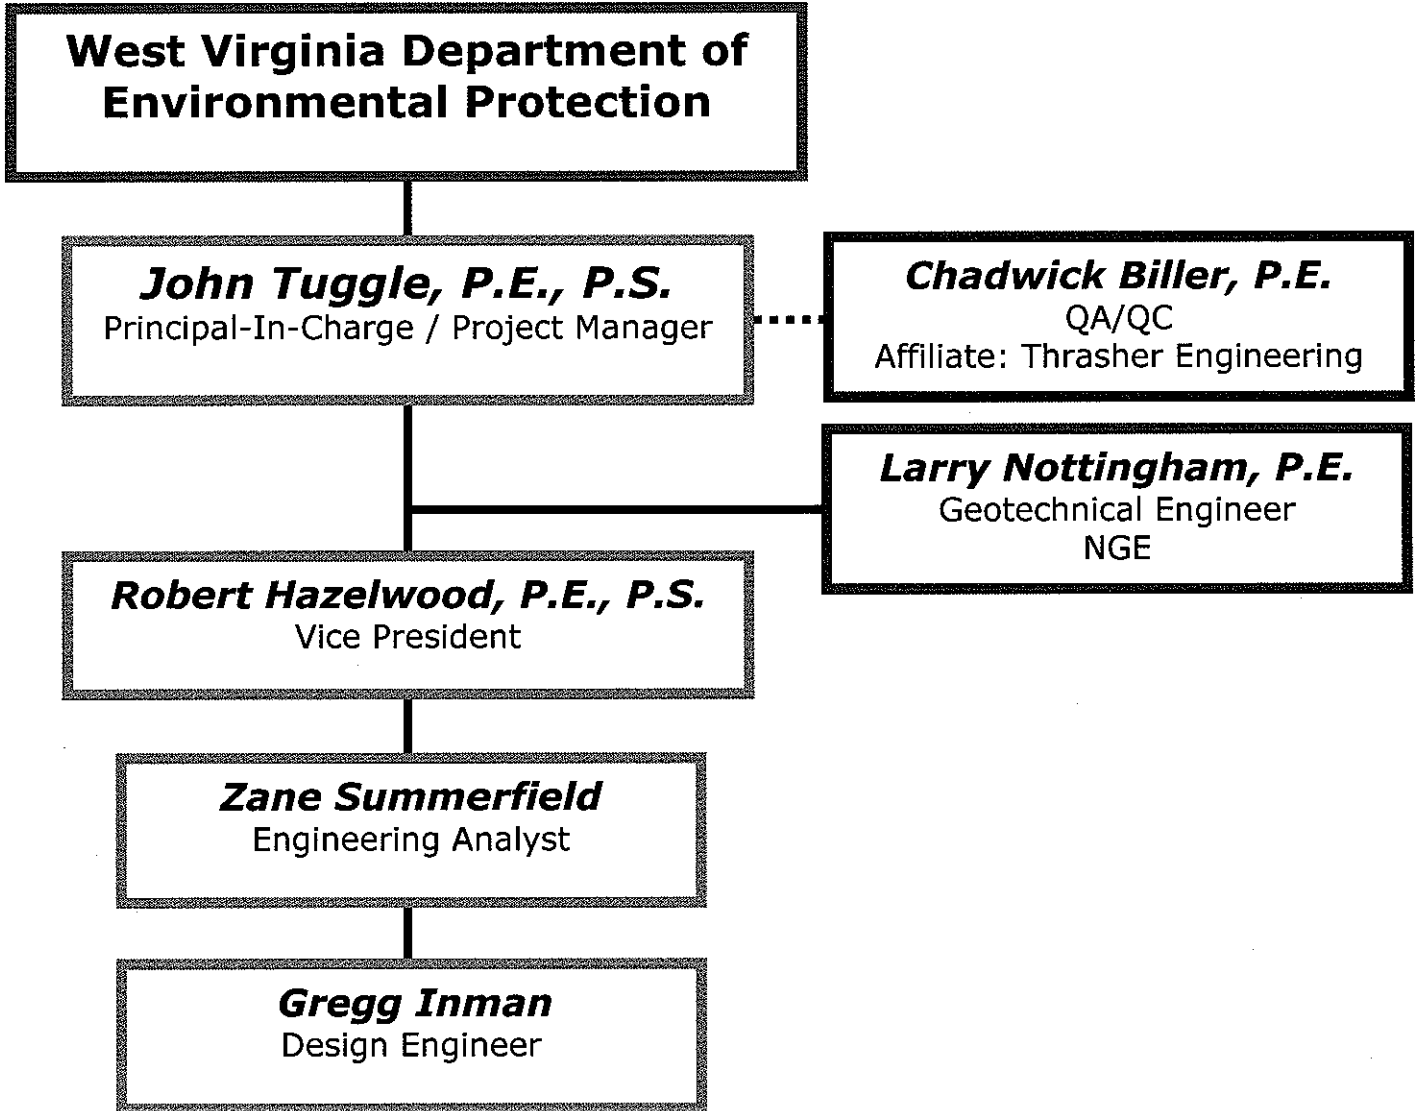 West Virginia Department of
Environmental Protection
John Tuggle, P.E., P.S.
Principal-In-Charge / Project Manager
Chadwick Biller, P.E.
QA/QC
Affiliate: Thrasher Engineering
Larry Nottingham, P.E.
Geotechnical Engineer
NGE
Robert Hazelwood, P.E., P.S.
Vice President
Zane Summerfield
Engineering Analyst
Gregg Inman
Design Engineer